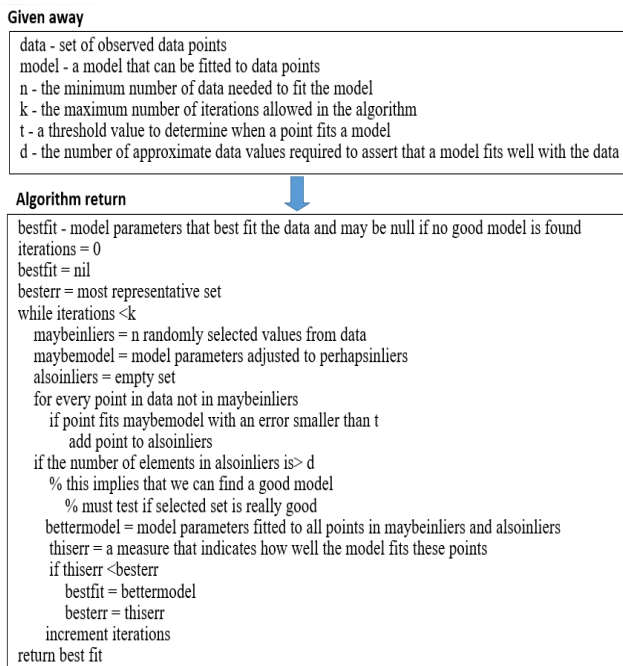 Given away
data - set of observed data points
model - a model that can be fitted to data points
n - the minimum number of data needed to fit the model
k - the maximum number of iterations allowed in the algorithm
t - a threshold value to determine when a point fits a model
d - the number of approximate data values required to assert that a model fits well with the data
Algorithm return
bestfit - model parameters that best fit the data and may be null if no good model is found
iterations = 0
bestfit = nil
besterr = most representative set
while iterations <k
maybeinliers = n randomly selected values from data
maybemodel = model parameters adjusted to perhapsinliers
alsoinliers = empty set
for every point in data not in maybeinliers
if point fits maybemodel with an error smaller than t
add point to alsoinliers
if the number of elements in alsoinliers is> d
% this implies that we can find a good model
% must test if selected set is really good
bettermodel = model parameters fitted to all points in maybeinliers and alsoinliers
thiserr = a measure that indicates how well the model fits these points
if thiserr <besterr
bestfit = bettermodel
besterr = thiserr
increment iterations
return best fit